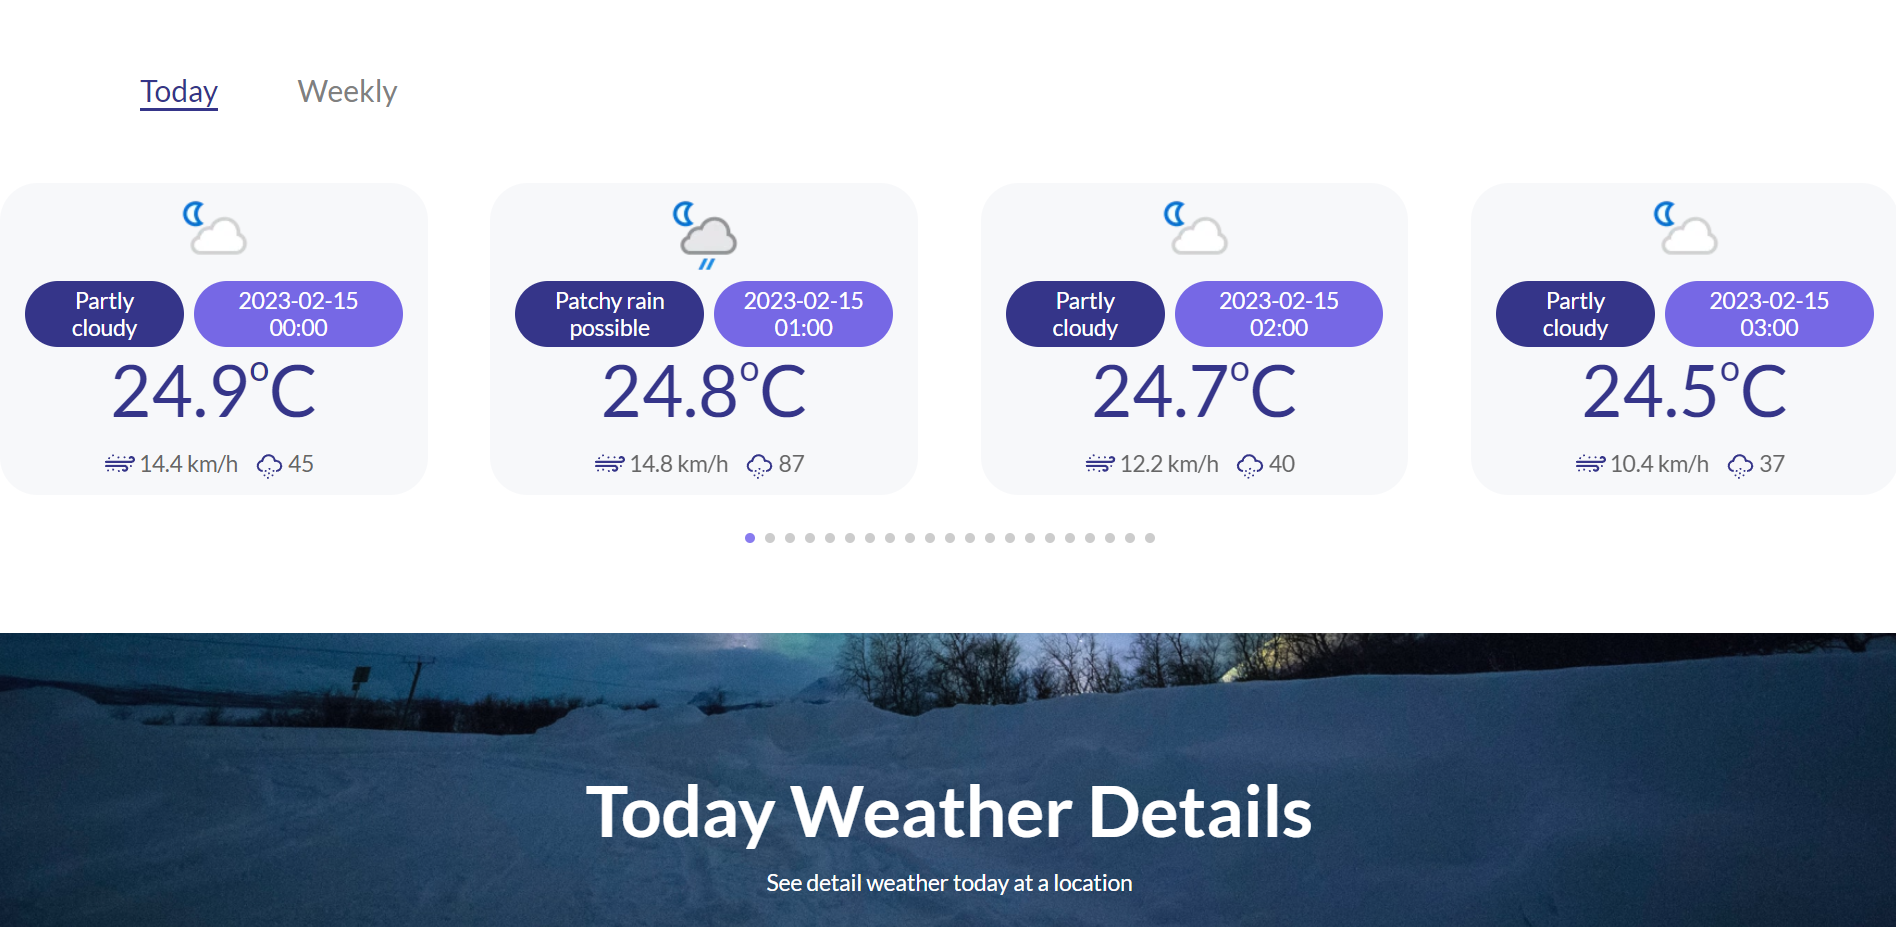 Today Weekly
Partly
cloudy
2023-02-15
00:00
24.9°C
14.4 km/h 45
Patchy rain
possible
2023-02-15
01:00
24.8°C
14.8 km/h 87
Partly
cloudy
2023-02-15
02:00
24.7°C
12.2 km/h 40
Partly
cloudy
2023-02-15
03:00
24.5°C
10.4 km/h 37
Today Weather Details
See detail weather today at a location